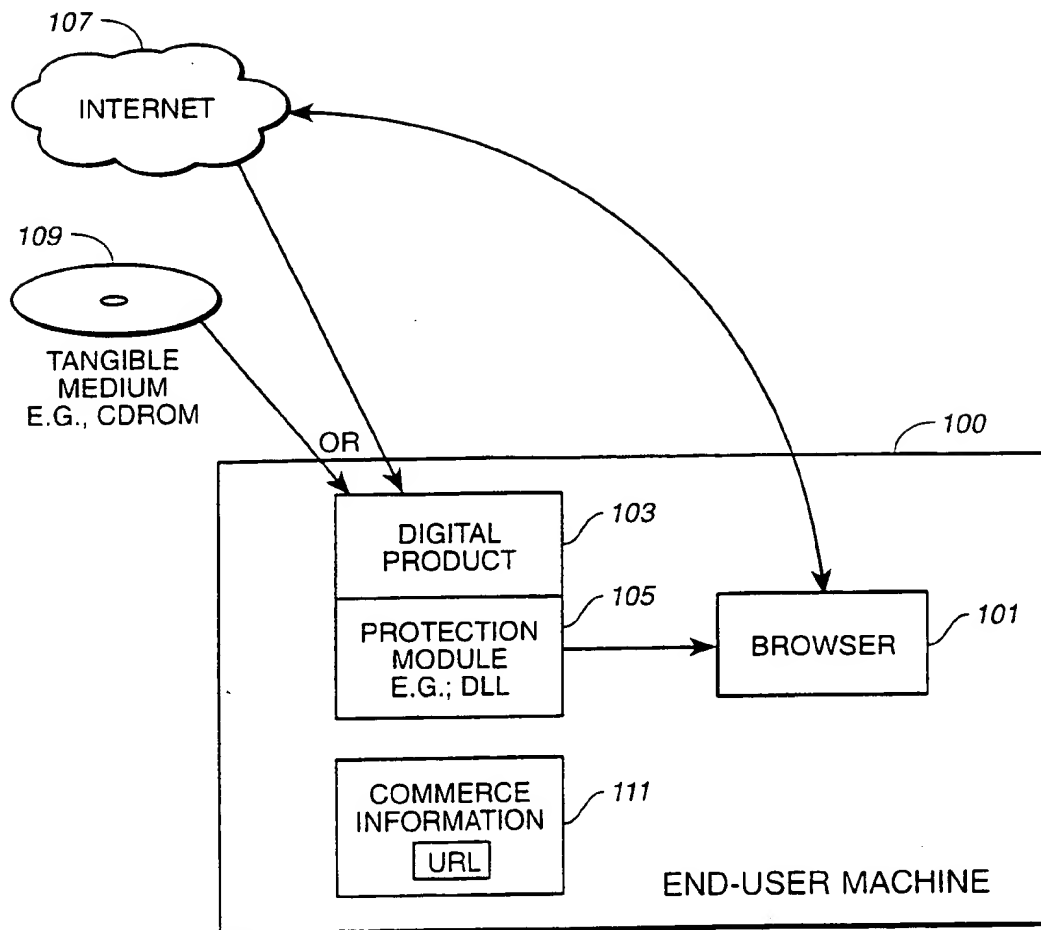 107
INTERNET
109
TANGIBLE
MEDIUM
E.G., CDROM
OR
100
DIGITAL
PRODUCT
103
PROTECTION
MODULE
E.G.; DLL
105
BROWSER
101
COMMERCE
INFORMATION
URL
111
END-USER MACHINE